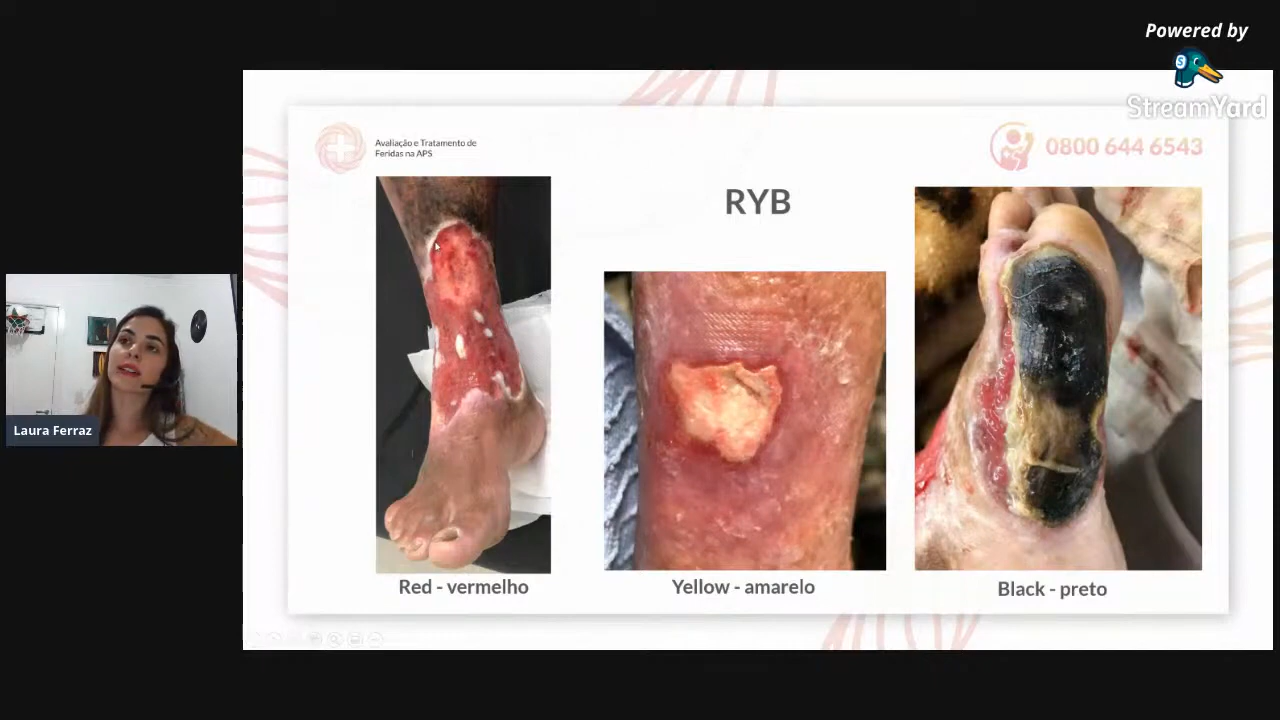 Powered by
StreamYard
Avaliação e Tratamento de
Feridas na APS
0800 644 6543
RYB
Laura Ferraz
Red - vermelho
Yellow - amarelo
Black - preto